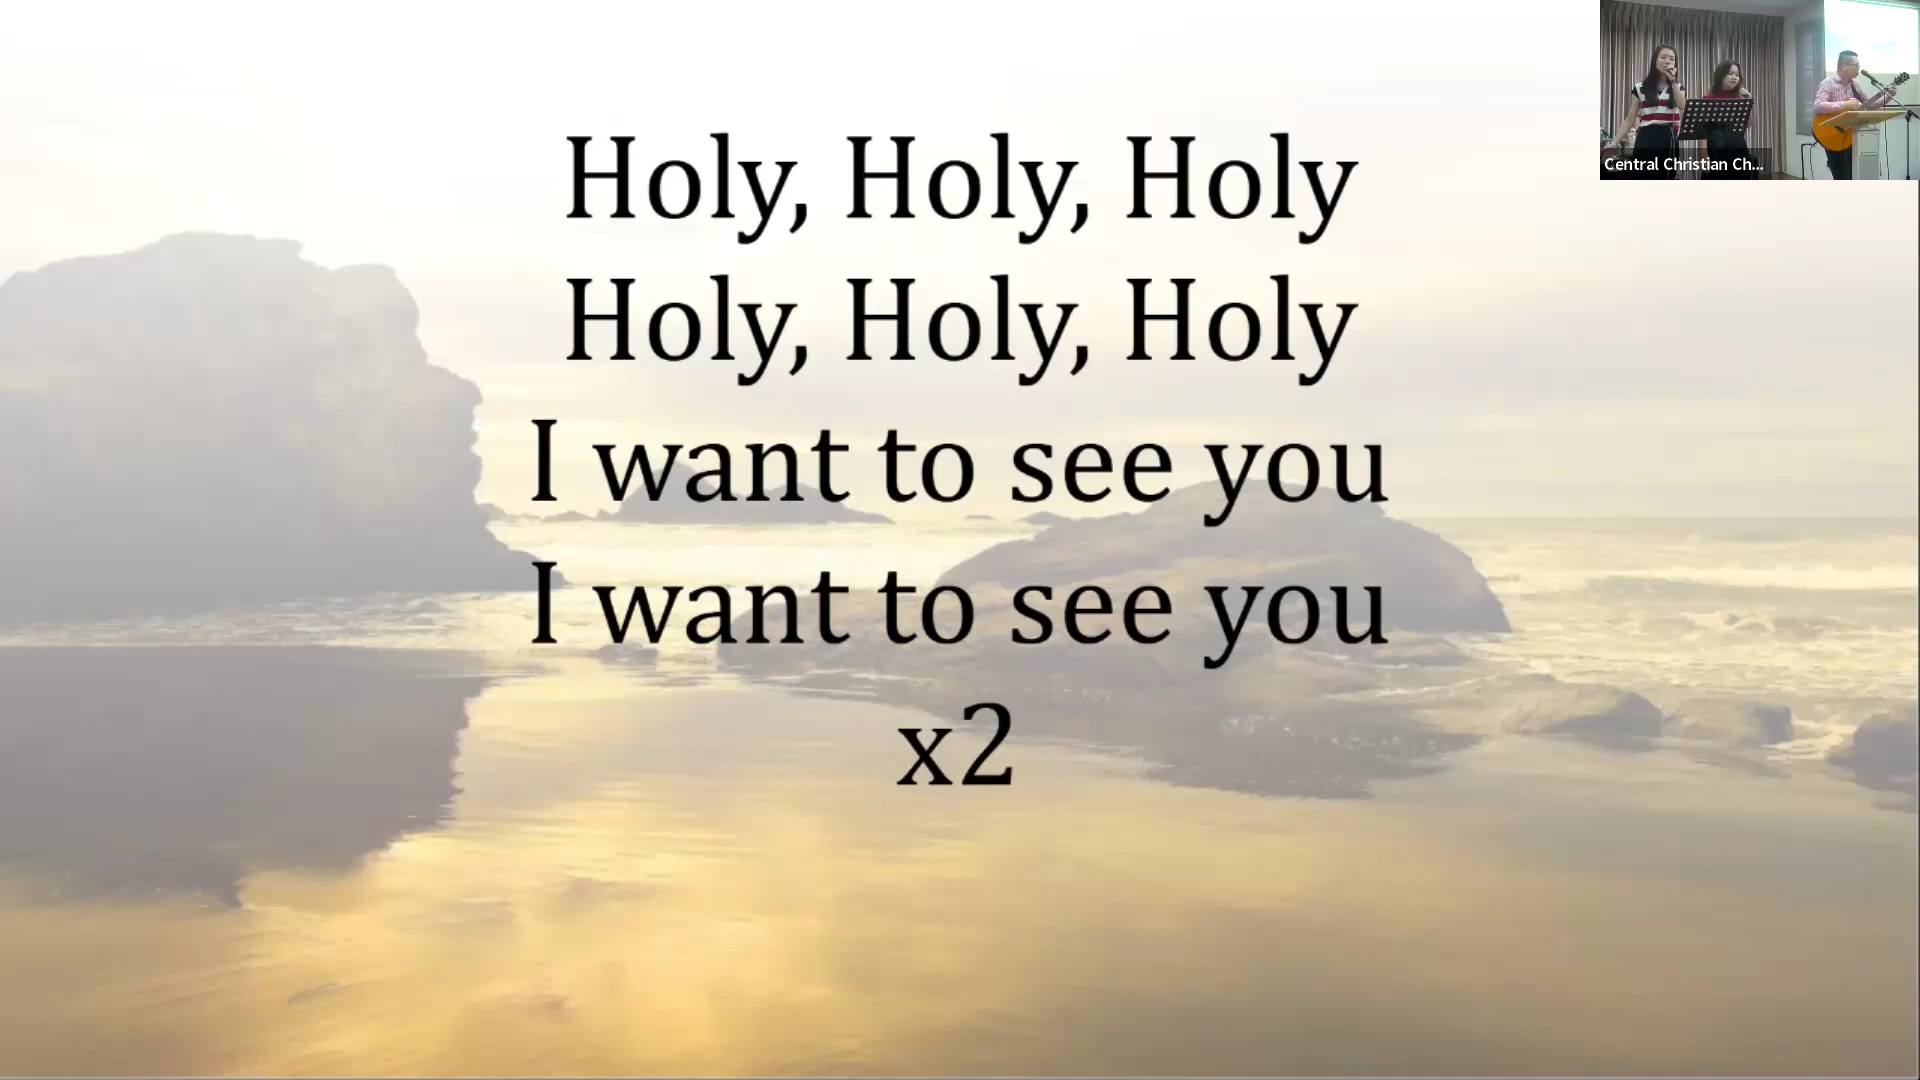 Holy, Holy, Holy
Holy, Holy, Holy
I want to see you
I want to see you
x2
Central Christian Ch...